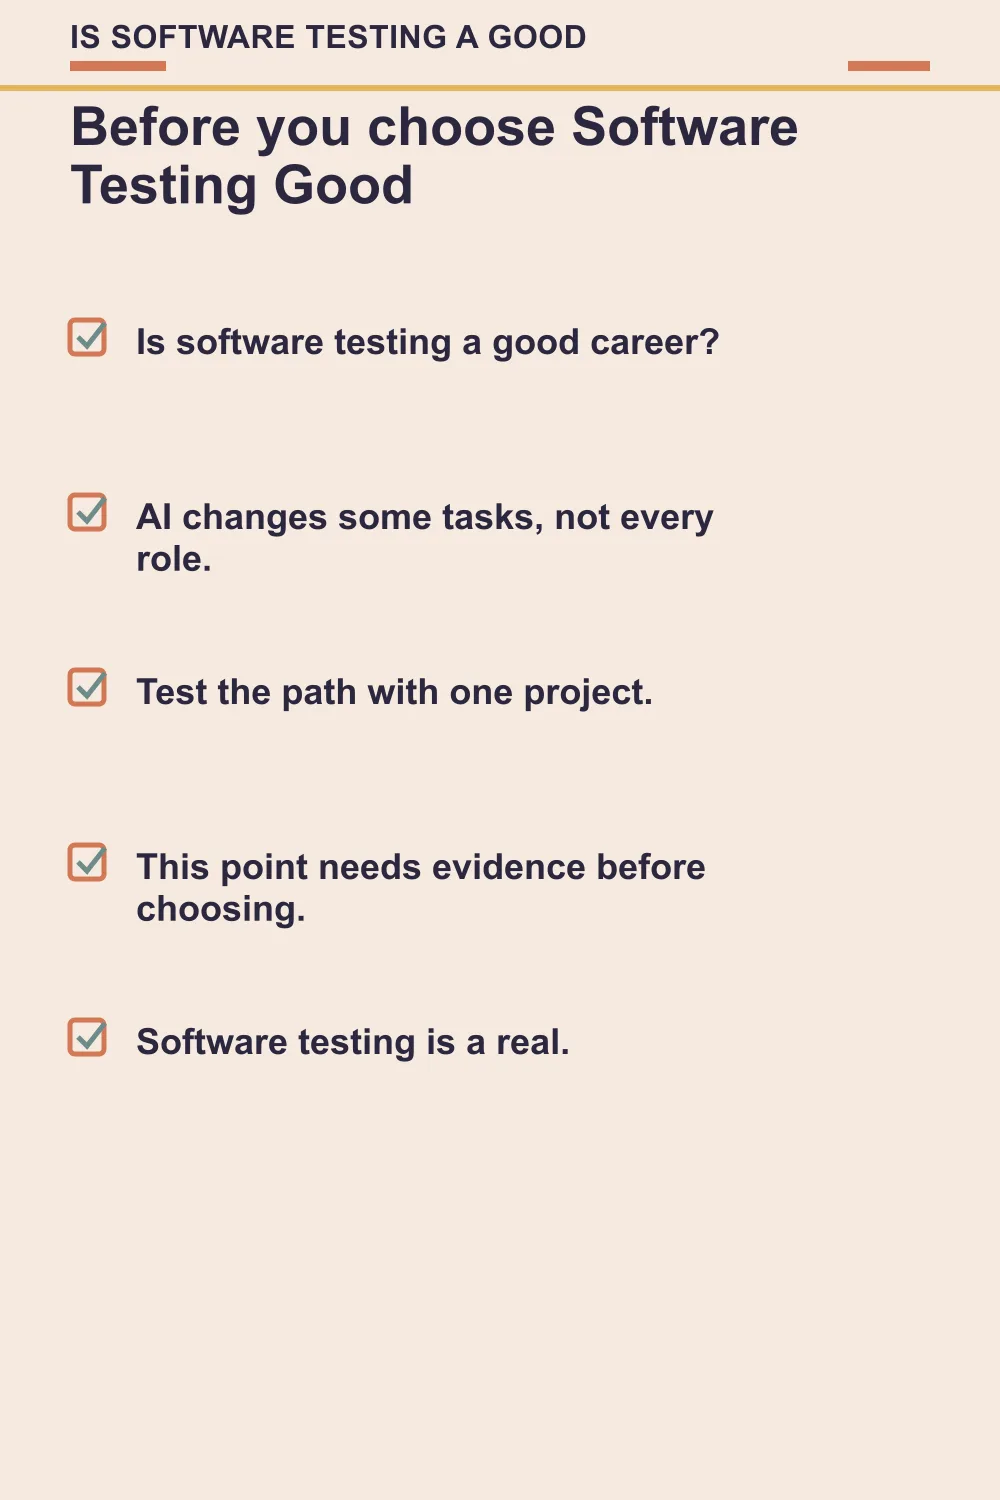 IS SOFTWARE TESTING A GOOD
Before you choose Software
Testing Good
Is software testing a good career?
AI changes some tasks, not every
role.
Test the path with one project.
This point needs evidence before
choosing.
Software testing is a real.